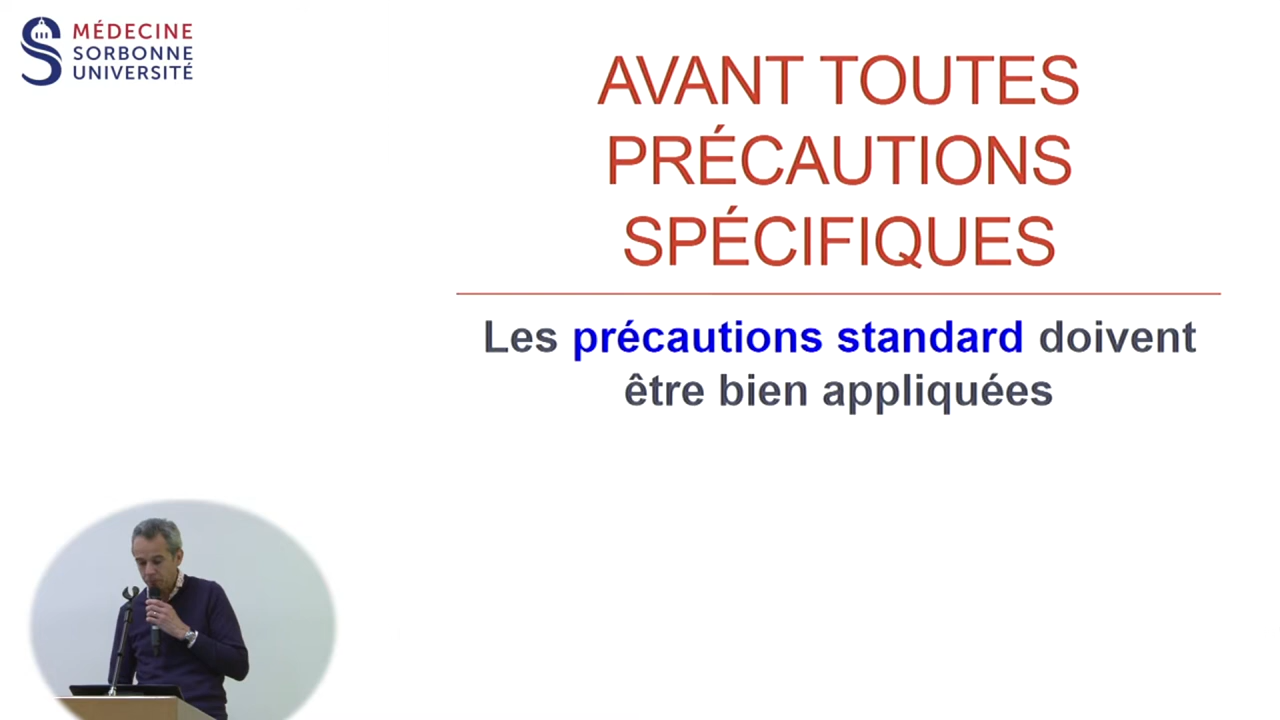 MÉDECINE
SORBONNE
UNIVERSITÉ
AVANT TOUTES
PRÉCAUTIONS
SPÉCIFIQUES
Les précautions standard doivent
être bien appliquées